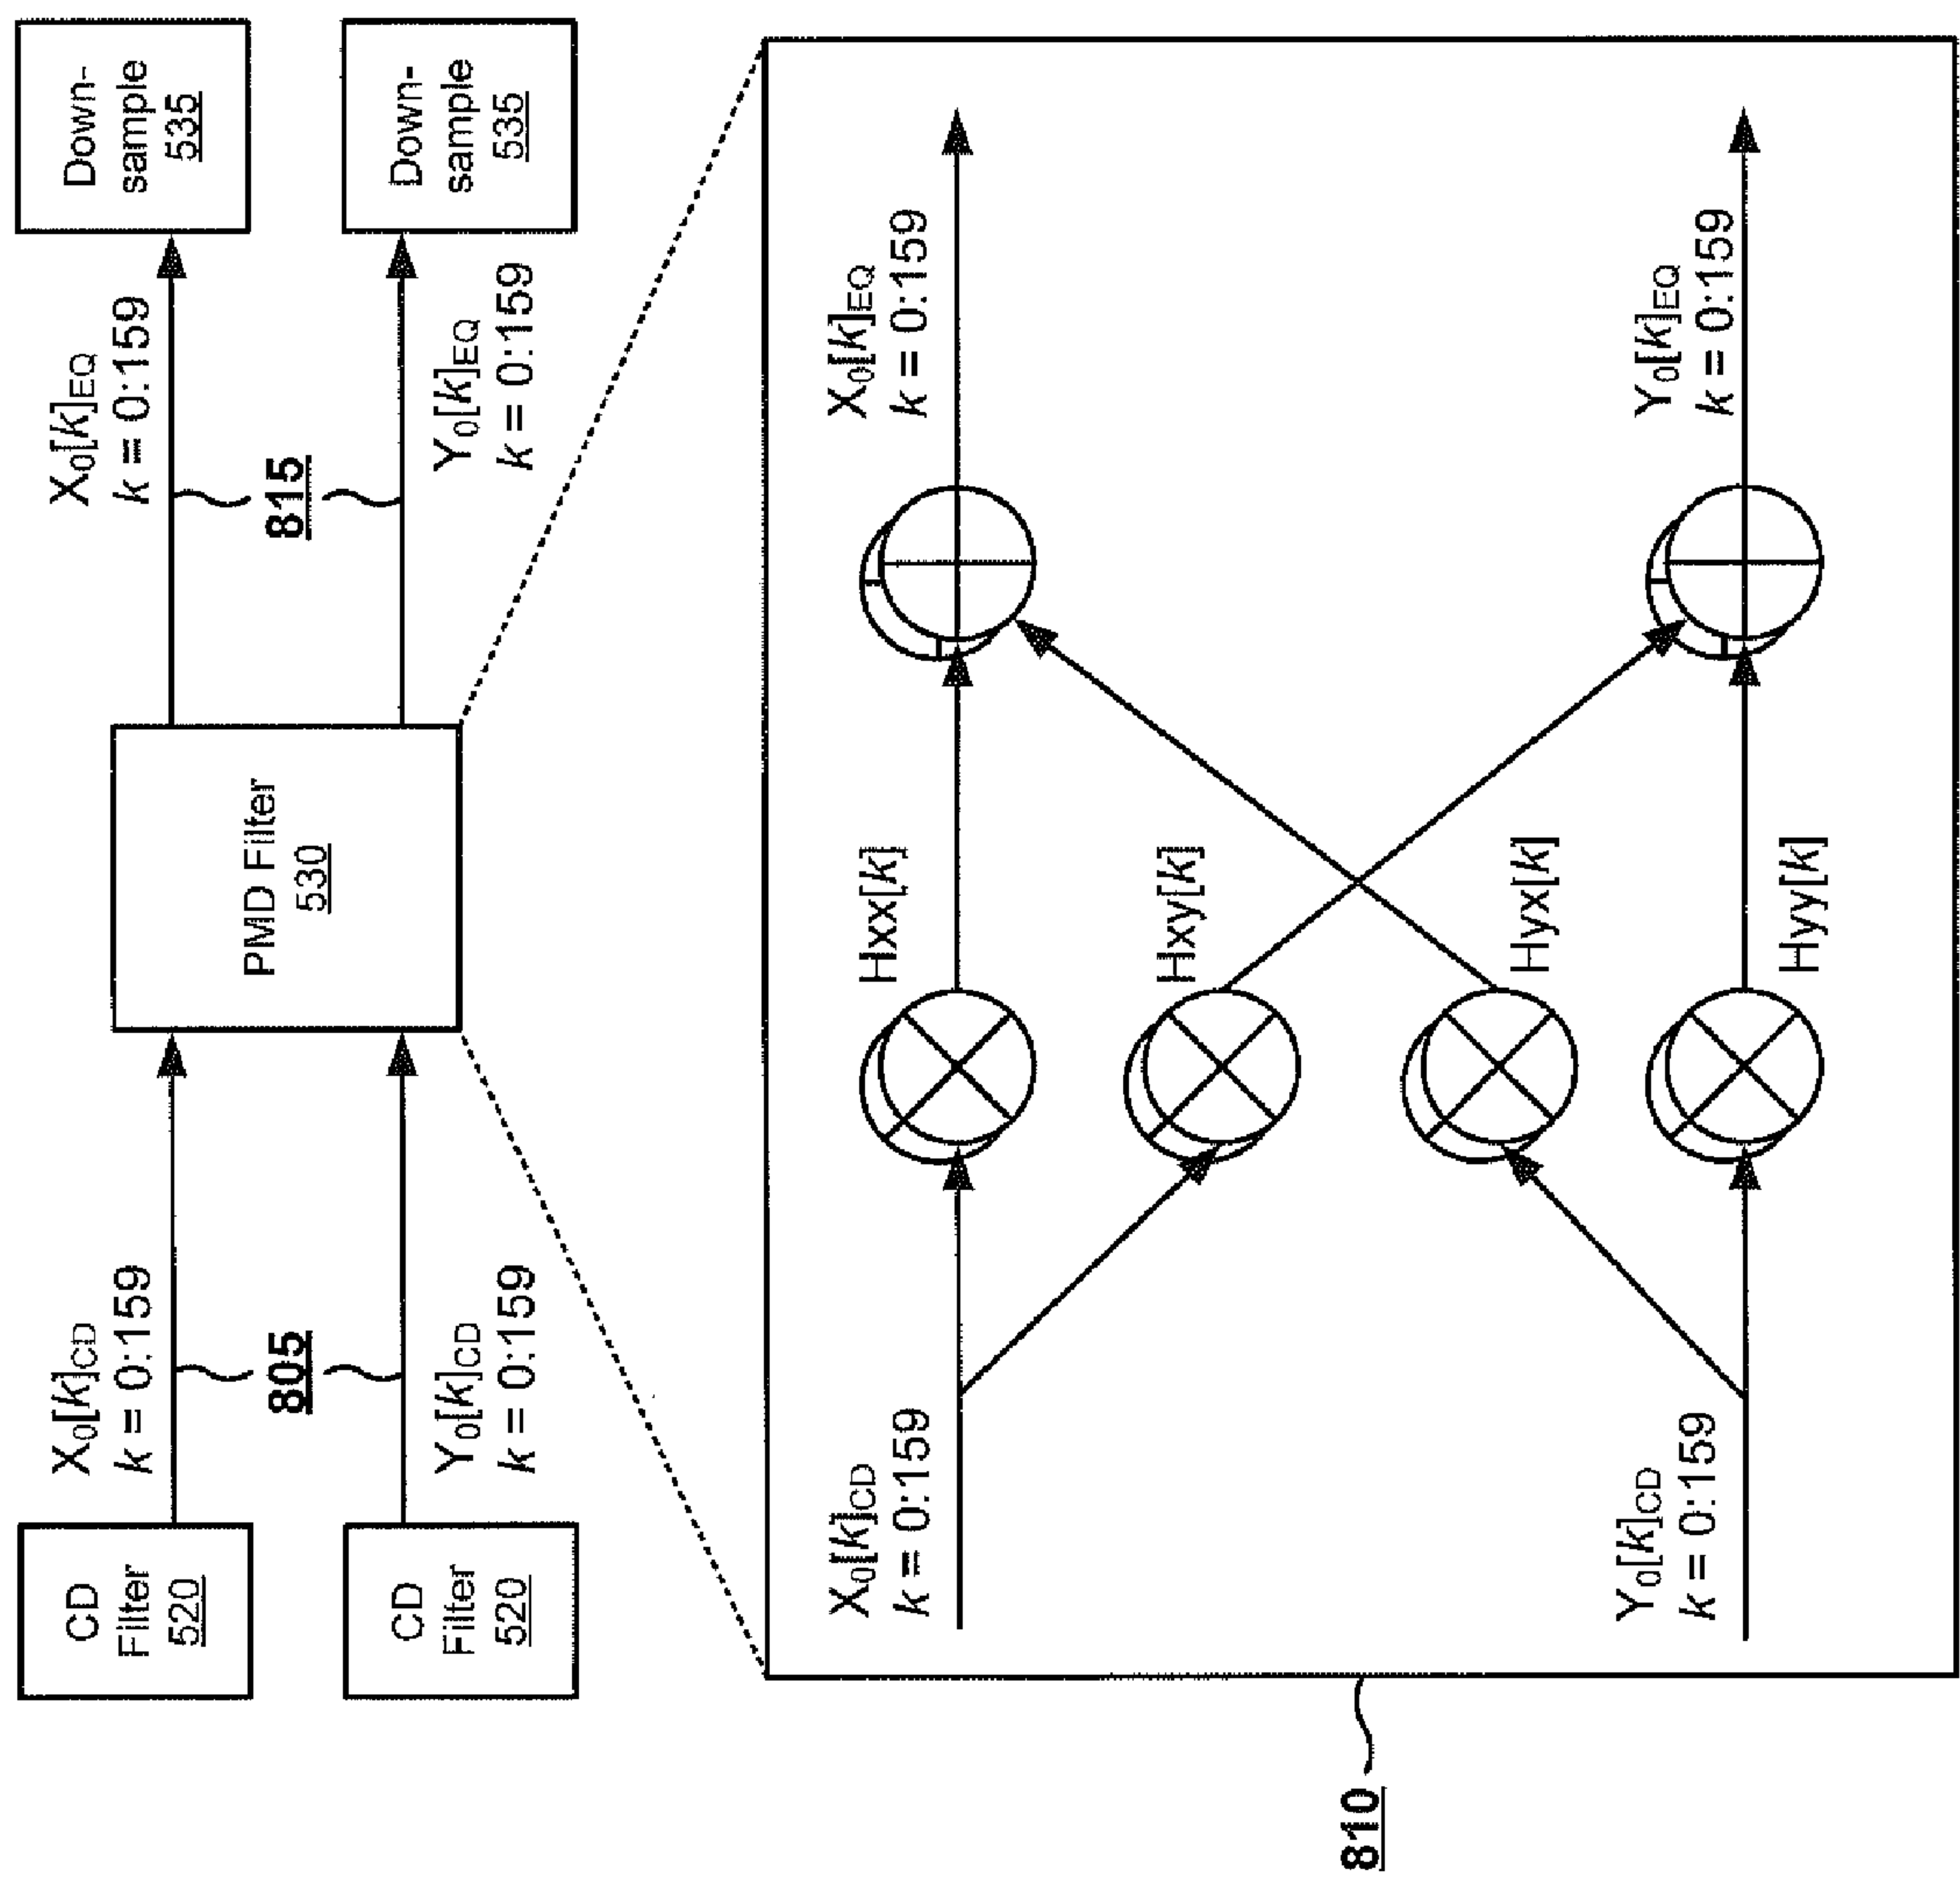 CD
Filter
520
X₀[k]CD
k = 0:159
805
CD
Filter
520
Y₀[k]CD
k = 0:159
PMD Filter
530
X₀[k]EQ
k = 0:159
815
Y₀[k]EQ
k = 0:159
Down-
sample
535
Down-
sample
535
X₀[k]CD
k = 0:159
Hxx[k]
X₀[k]EQ
k = 0:159
Hxy[k]
Hyx[k]
Y₀[k]CD
k = 0:159
Hyy[k]
Y₀[k]EQ
k = 0:159
810